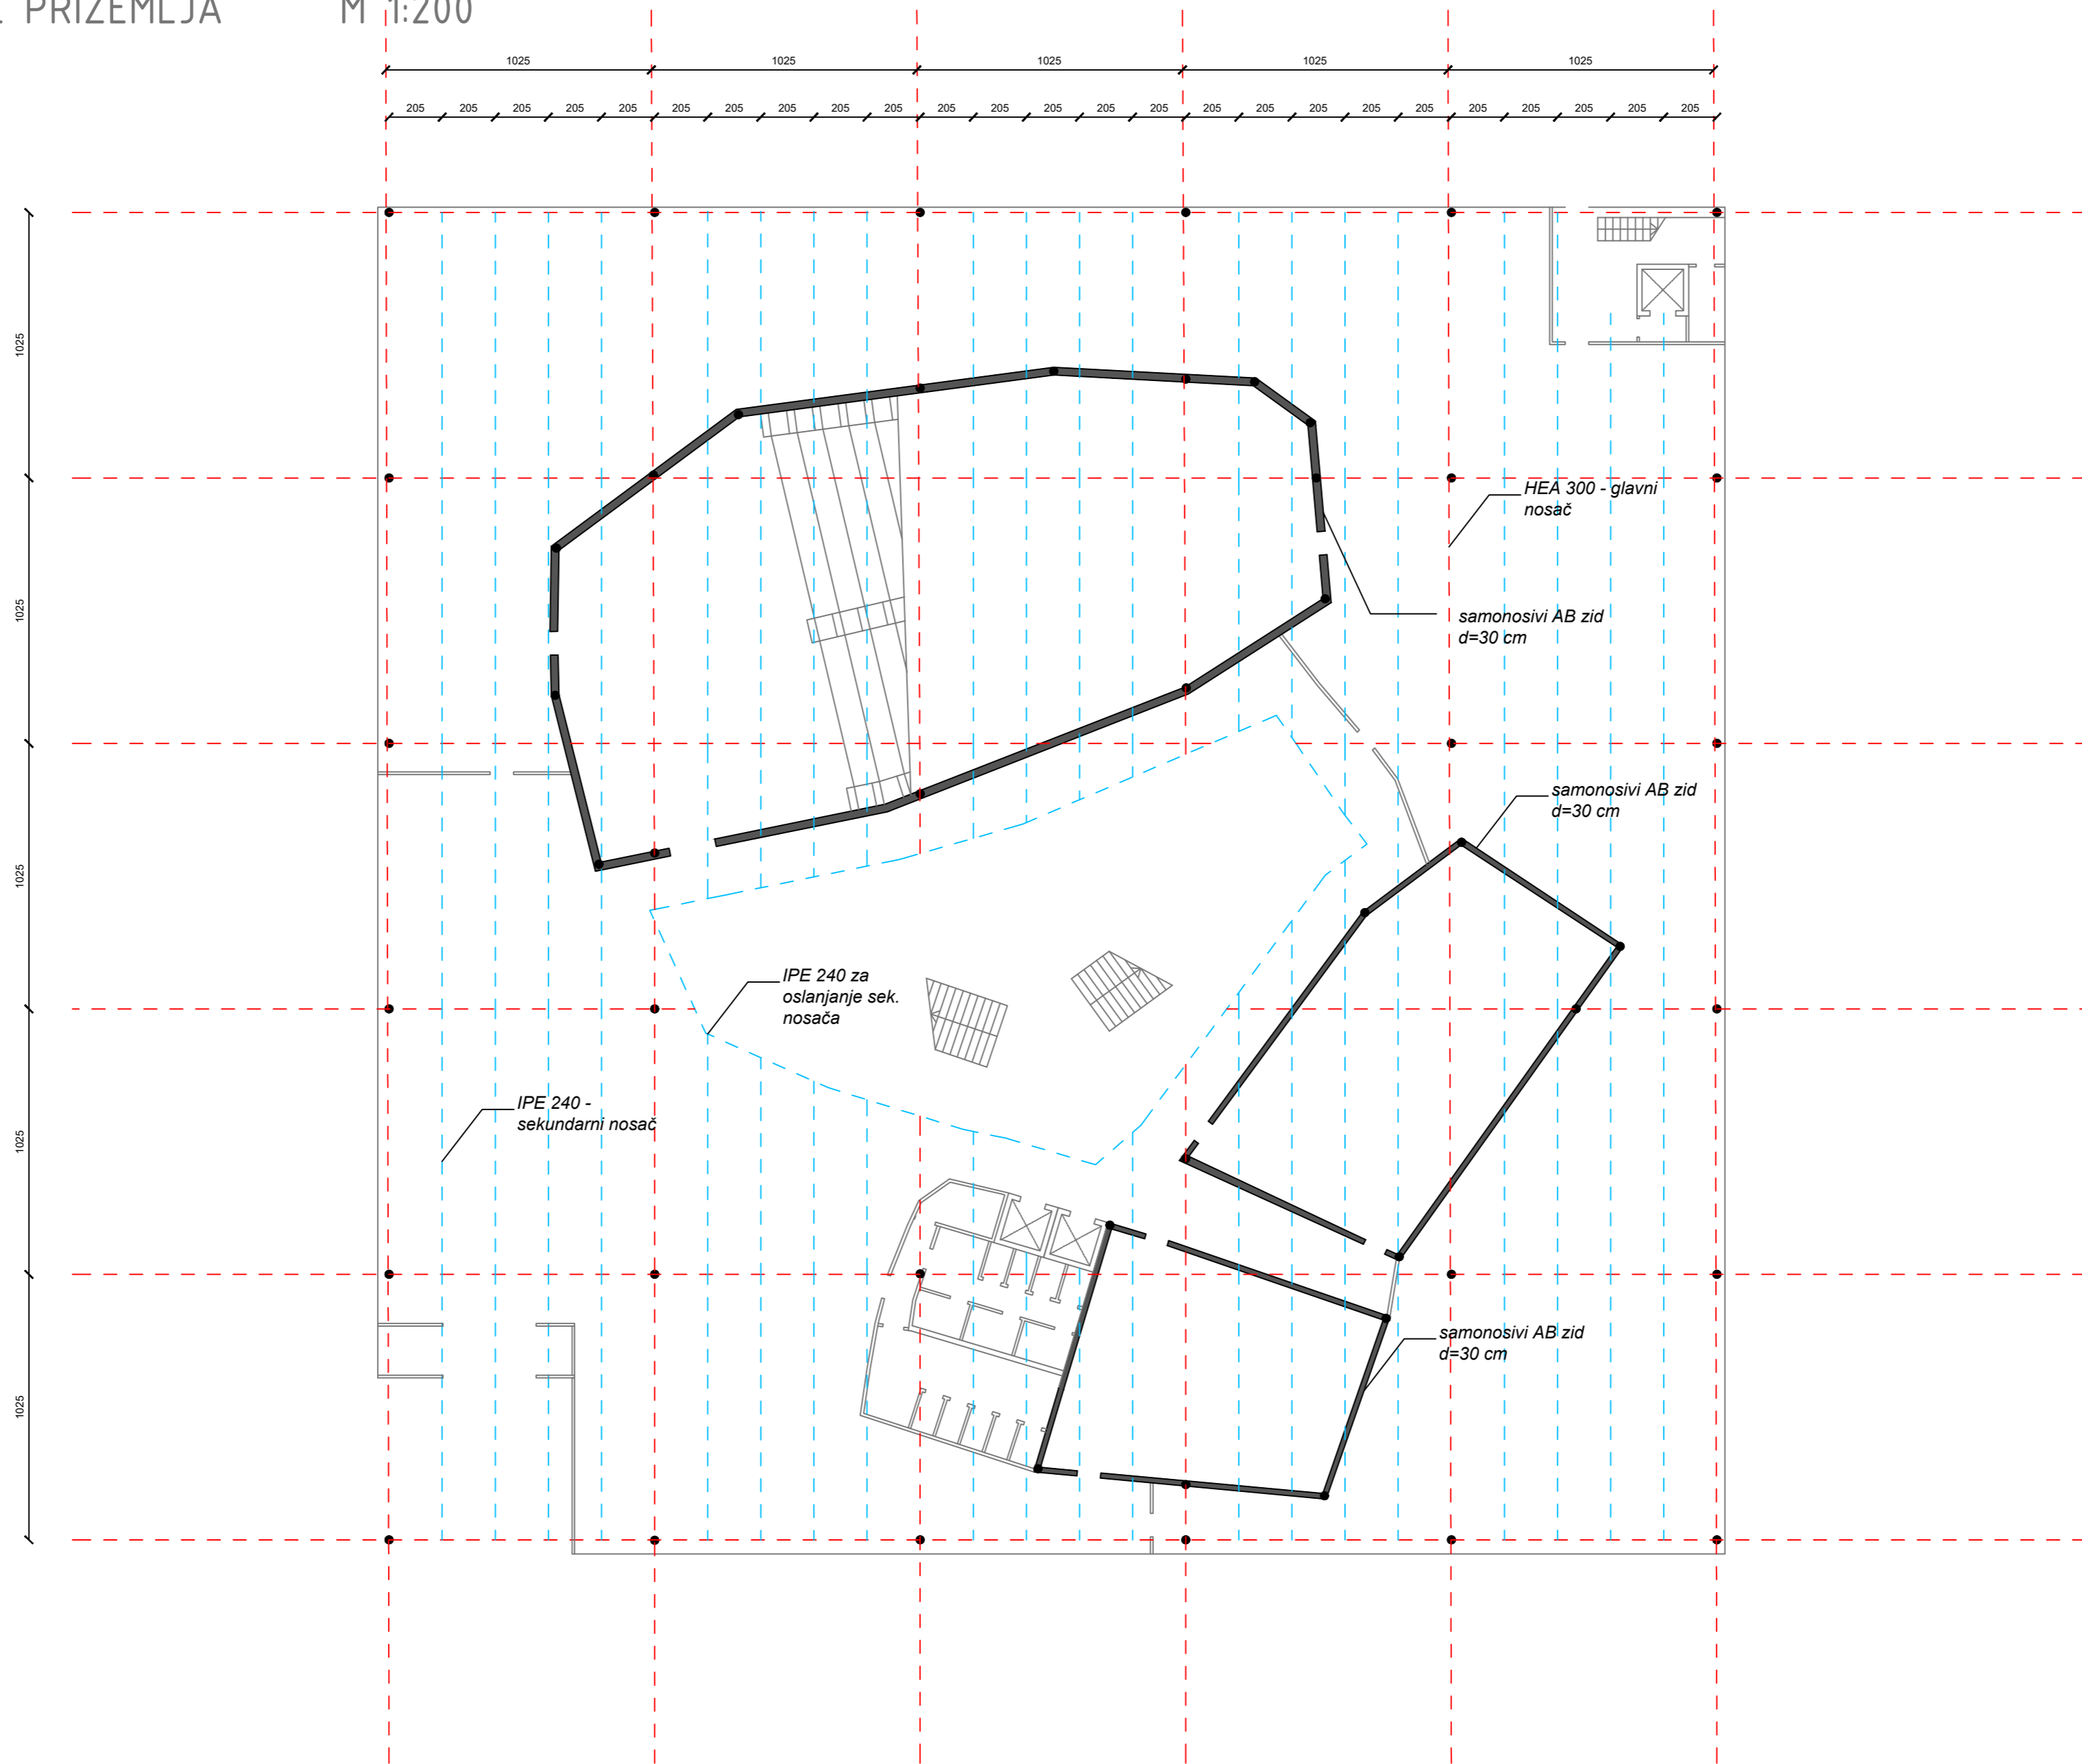 PRIZEMLJA M 1:200
1025 1025 1025 1025 1025
205 205 205 205 205 205 205 205 205 205 205 205 205 205 205 205 205 205 205 205 205 205 205 205 205
1025
1025
1025
1025
1025
HEA 300 - glavni
nosač
samonosivi AB zid
d=30 cm
samonosivi AB zid
d=30 cm
IPE 240 za
oslanjanje sek.
nosača
IPE 240 -
sekundarni nosač
samonosivi AB zid
d=30 cm